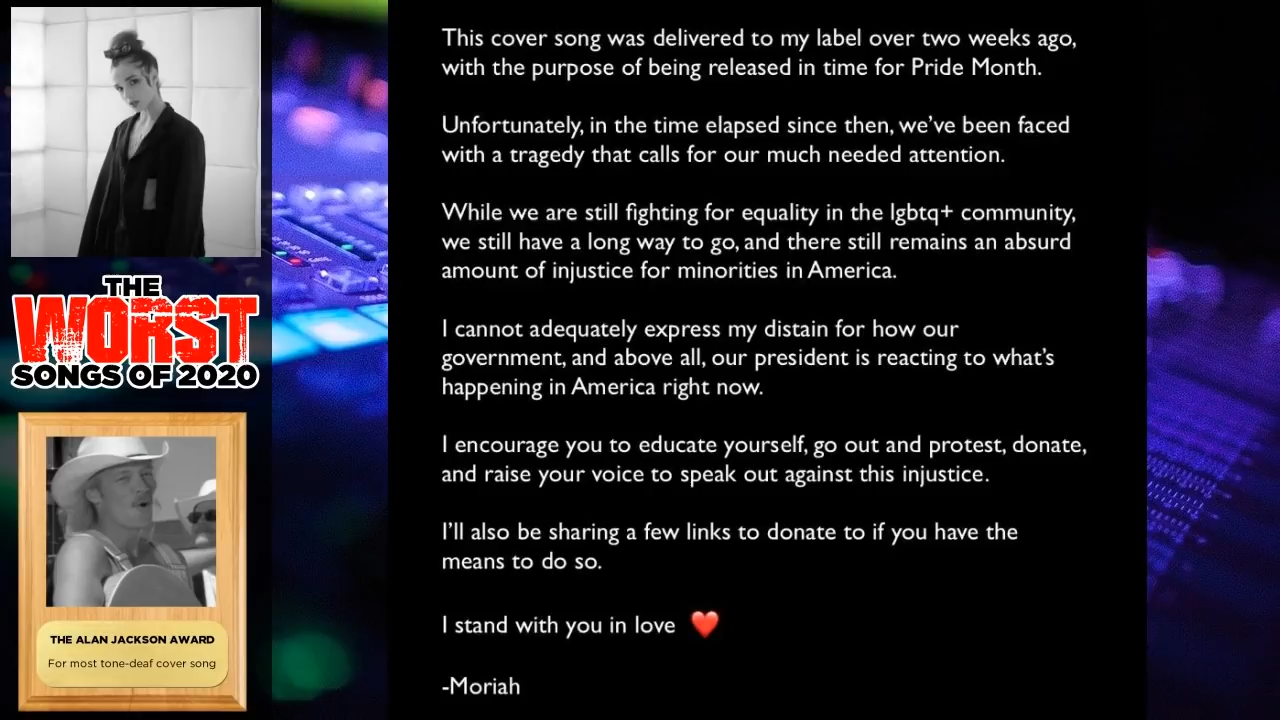 THE
WORST
SONGS OF 2020
THE ALAN JACKSON AWARD
For most tone-deaf cover song
This cover song was delivered to my label over two weeks ago,
with the purpose of being released in time for Pride Month.
Unfortunately, in the time elapsed since then, we've been faced
with a tragedy that calls for our much needed attention.
While we are still fighting for equality in the lgbtq+ community,
we still have a long way to go, and there still remains an absurd
amount of injustice for minorities in America.
I cannot adequately express my distain for how our
government, and above all, our president is reacting to what's
happening in America right now.
I encourage you to educate yourself, go out and protest, donate,
and raise your voice to speak out against this injustice.
I'll also be sharing a few links to donate to if you have the
means to do so.
I stand with you in love ❤️
-Moriah